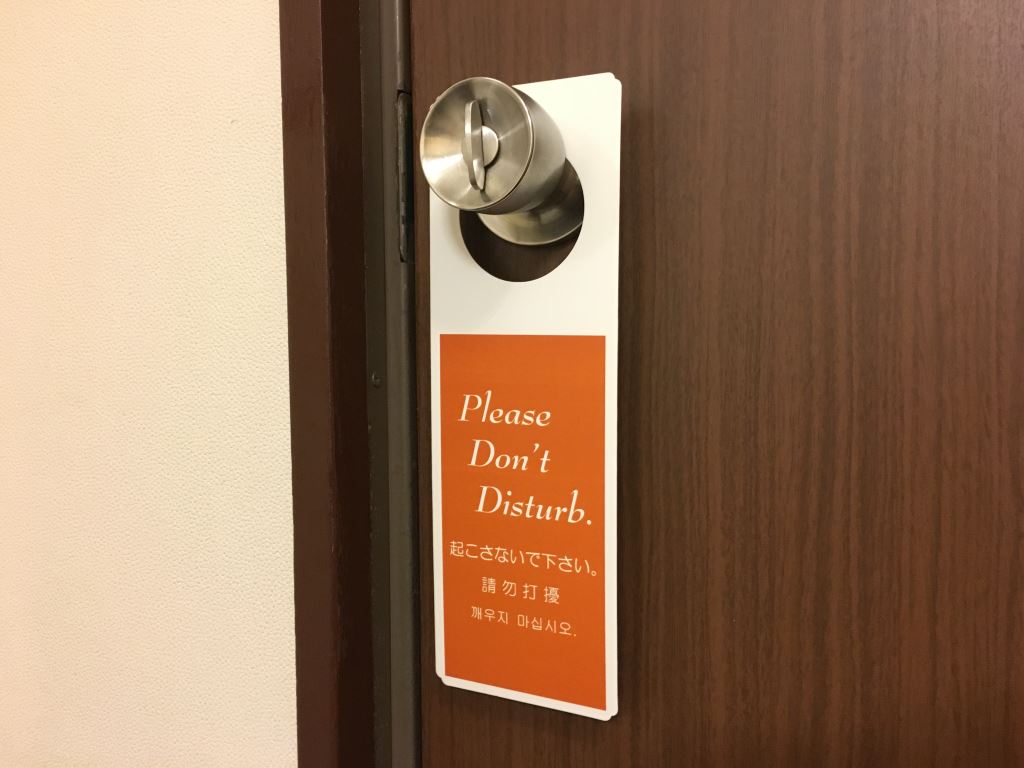 Please
Don't
Disturb.
起こさないで下さい。
請勿打擾
깨우지 마십시오.